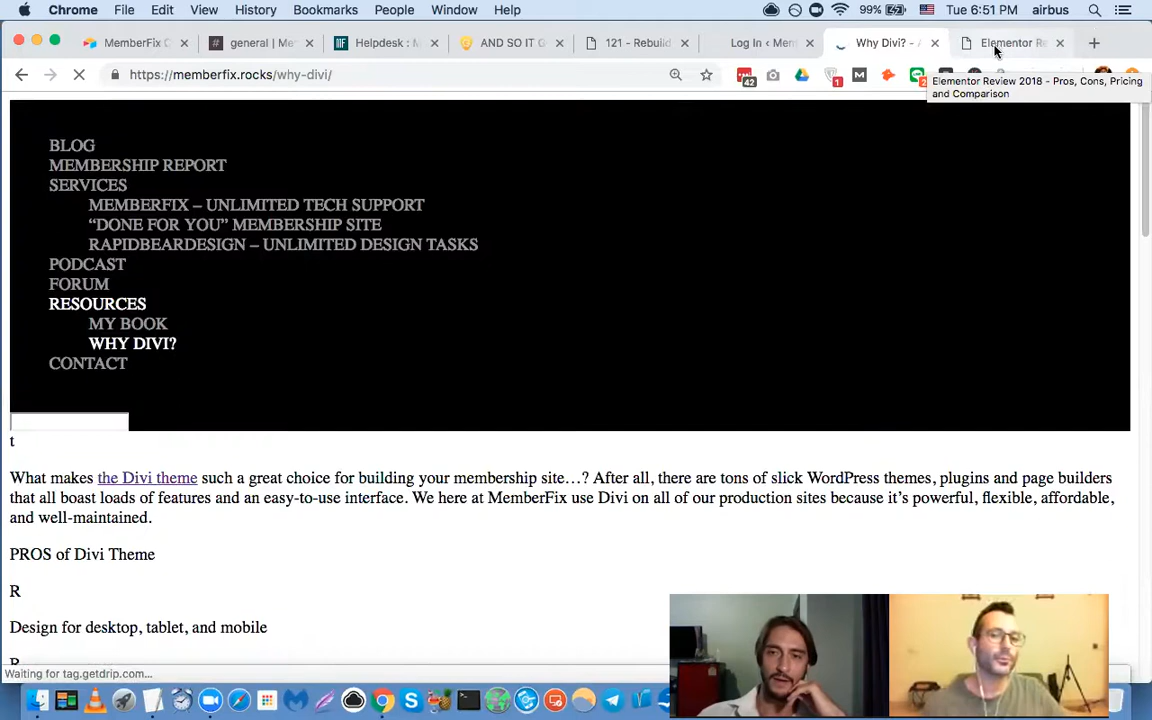 Chrome File Edit View History Bookmarks People Window Help 99% Tue 6:51 PM airbus
MemberFix C general | Me Helpdesk : M AND SO IT G 121 - Rebuild Log In ‹ Mem Why Divi? - A Elementor Re
https://memberfix.rocks/why-divi/
42
1
2
Elementor Review 2018 - Pros, Cons, Pricing
and Comparison
BLOG
MEMBERSHIP REPORT
SERVICES
MEMBERFIX – UNLIMITED TECH SUPPORT
“DONE FOR YOU” MEMBERSHIP SITE
RAPIDBEARDESIGN – UNLIMITED DESIGN TASKS
PODCAST
FORUM
RESOURCES
MY BOOK
WHY DIVI?
CONTACT
t
What makes the Divi theme such a great choice for building your membership site…? After all, there are tons of slick WordPress themes, plugins and page builders
that all boast loads of features and an easy-to-use interface. We here at MemberFix use Divi on all of our production sites because it’s powerful, flexible, affordable,
and well-maintained.
PROS of Divi Theme
R
Design for desktop, tablet, and mobile
R
Waiting for tag.getdrip.com...